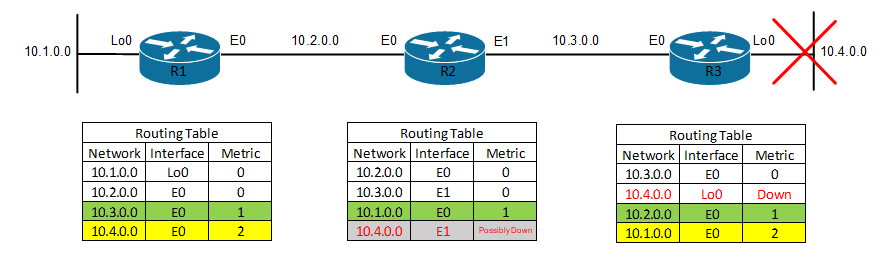 10.1.0.0 Lo0 E0 10.2.0.0 E0 E1 10.3.0.0 E0 Lo0 10.4.0.0
R1 R2 R3
Routing Table
Network Interface Metric
10.1.0.0 Lo0 0
10.2.0.0 E0 0
10.3.0.0 E0 1
10.4.0.0 E0 2
Routing Table
Network Interface Metric
10.2.0.0 E0 0
10.3.0.0 E1 0
10.1.0.0 E0 1
10.4.0.0 E1 Possibly Down
Routing Table
Network Interface Metric
10.3.0.0 E0 0
10.4.0.0 Lo0 Down
10.2.0.0 E0 1
10.1.0.0 E0 2